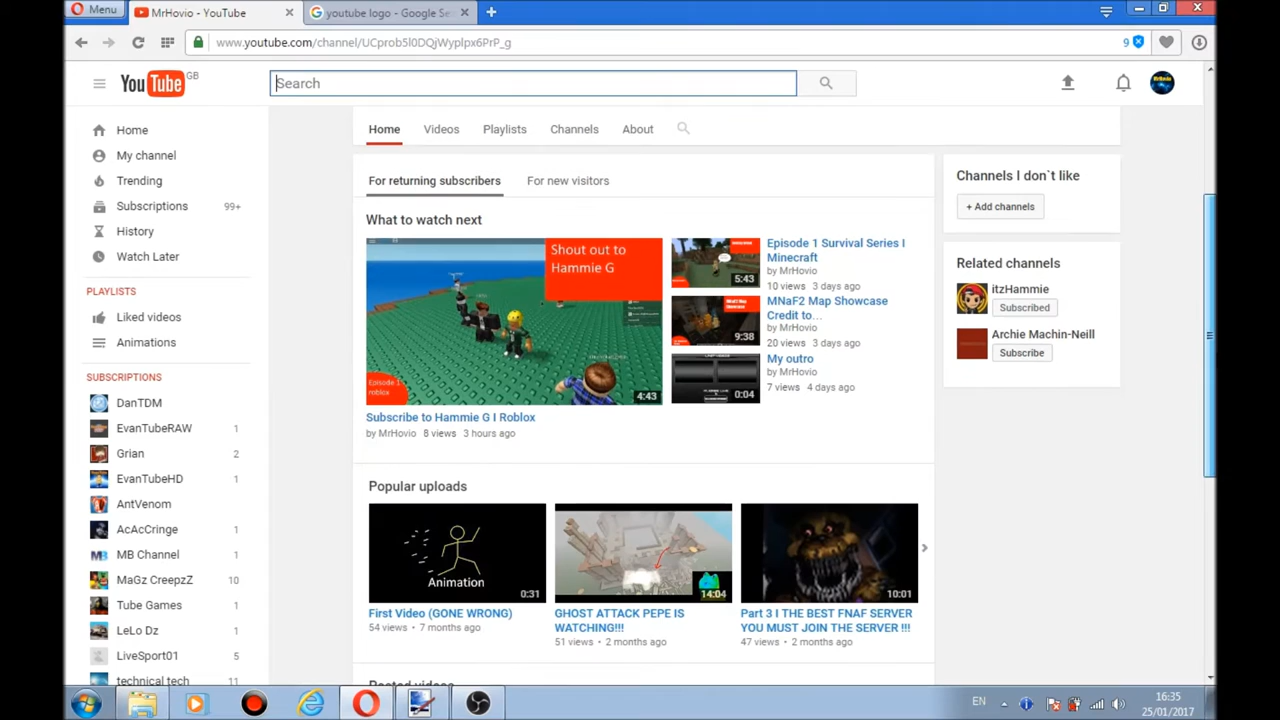 Menu
MrHovio - YouTube
youtube logo - Google Se
www.youtube.com/channel/UCprob5l0DQjWyplpx6PrP_g
9
YouTube GB
Search
Home
My channel
Trending
Subscriptions 99+
History
Watch Later
PLAYLISTS
Liked videos
Animations
SUBSCRIPTIONS
DanTDM
EvanTubeRAW 1
Grian 2
EvanTubeHD 1
AntVenom
AcAcCringe 1
MB Channel 1
MaGz CreepZ 10
Tube Games 1
LeLo Dz 1
LiveSport01 5
technical tech 11
Home Videos Playlists Channels About
For returning subscribers For new visitors
What to watch next
Shout out to
Hammie G
Episode 1
roblox
4:43
Subscribe to Hammie G I Roblox
by MrHovio 8 views 3 hours ago
5:43
Episode 1 Survival Series I
Minecraft
by MrHovio
10 views 3 days ago
9:38
MNaF2 Map Showcase
Credit to...
by MrHovio
20 views 3 days ago
0:04
My outro
by MrHovio
7 views 4 days ago
Popular uploads
Animation
0:31
First Video (GONE WRONG)
54 views • 7 months ago
14:04
GHOST ATTACK PEPE IS
WATCHING!!!
51 views • 2 months ago
10:01
Part 3 I THE BEST FNAF SERVER
YOU MUST JOIN THE SERVER !!!
47 views • 2 months ago
Channels I don`t like
+ Add channels
Related channels
itzHammie
Subscribed
Archie Machin-Neill
Subscribe
EN
16:35
25/01/2017